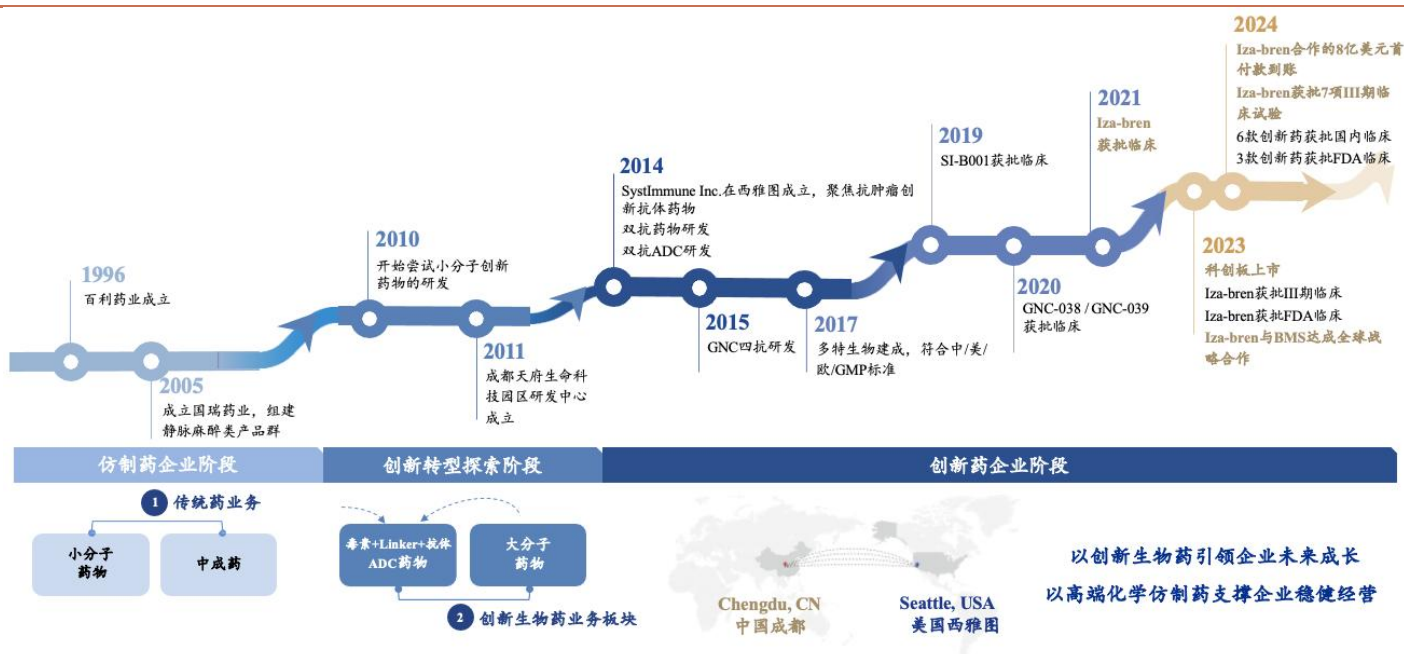 1996
百利药业成立
2005
成立国瑞药业，组建
静脉麻醉类产品群
2010
开始尝试小分子创新
药物的研发
2011
成都天府生命科
技园区研发中心
成立
2014
SystImmune Inc.在西雅图成立，聚焦抗肿瘤创
新抗体药物
双抗药物研发
双抗ADC研发
2015
GNC四抗研发
2017
多特生物建成，符合中/美/
欧/GMP标准
2019
SI-B001获批临床
2020
GNC-038 / GNC-039
获批临床
2021
Iza-bren
获批临床
2023
科创板上市
Iza-bren获批III期临床
Iza-bren获批FDA临床
Iza-bren与BMS达成全球战
略合作
2024
Iza-bren合作的8亿美元首
付款到账
Iza-bren获批7项III期临
床试验
6款创新药获批国内临床
3款创新药获批FDA临床
仿制药企业阶段
创新转型探索阶段
创新药企业阶段
1 传统药业务
小分子
药物
中成药
毒素+Linker+抗体
ADC药物
大分子
药物
2 创新生物药业务板块
Chengdu, CN
中国成都
Seattle, USA
美国西雅图
以创新生物药引领企业未来成长
以高端化学仿制药支撑企业稳健经营